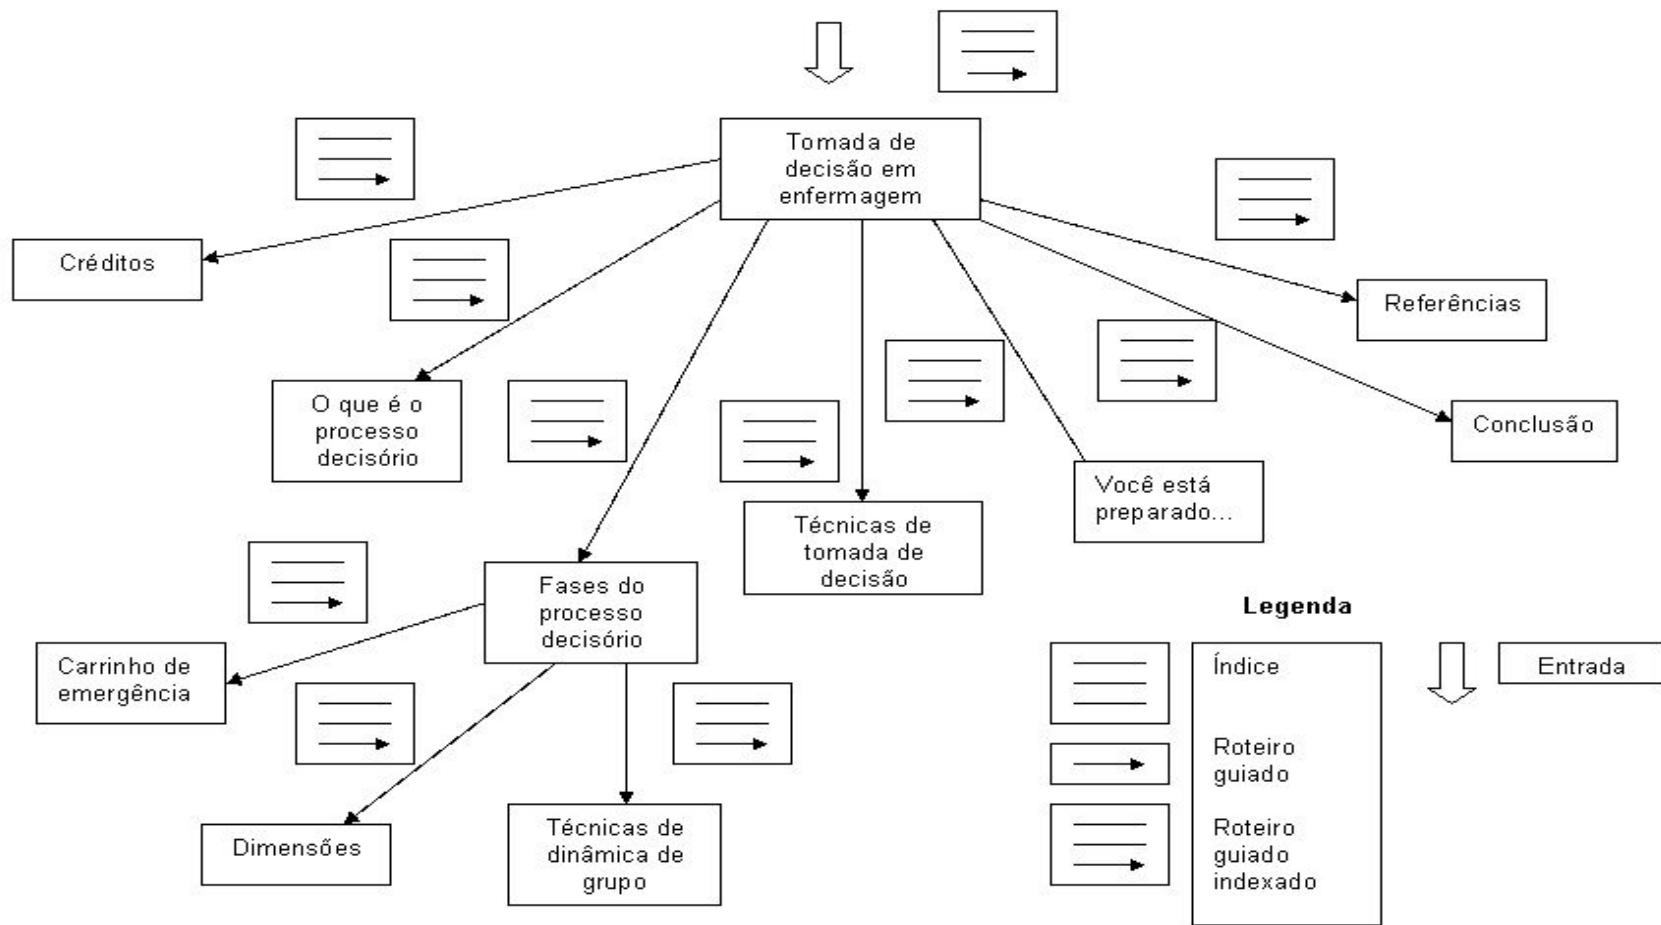 Tomada de
decisão em
enfermagem
Créditos
Referências
O que é o
processo
decisório
Conclusão
Você está
preparado...
Técnicas de
tomada de
decisão
Fases do
processo
decisório
Carrinho de
emergência
Dimensões
Técnicas de
dinâmica de
grupo
Legenda
Índice
Roteiro
guiado
Roteiro
guiado
indexado
Entrada